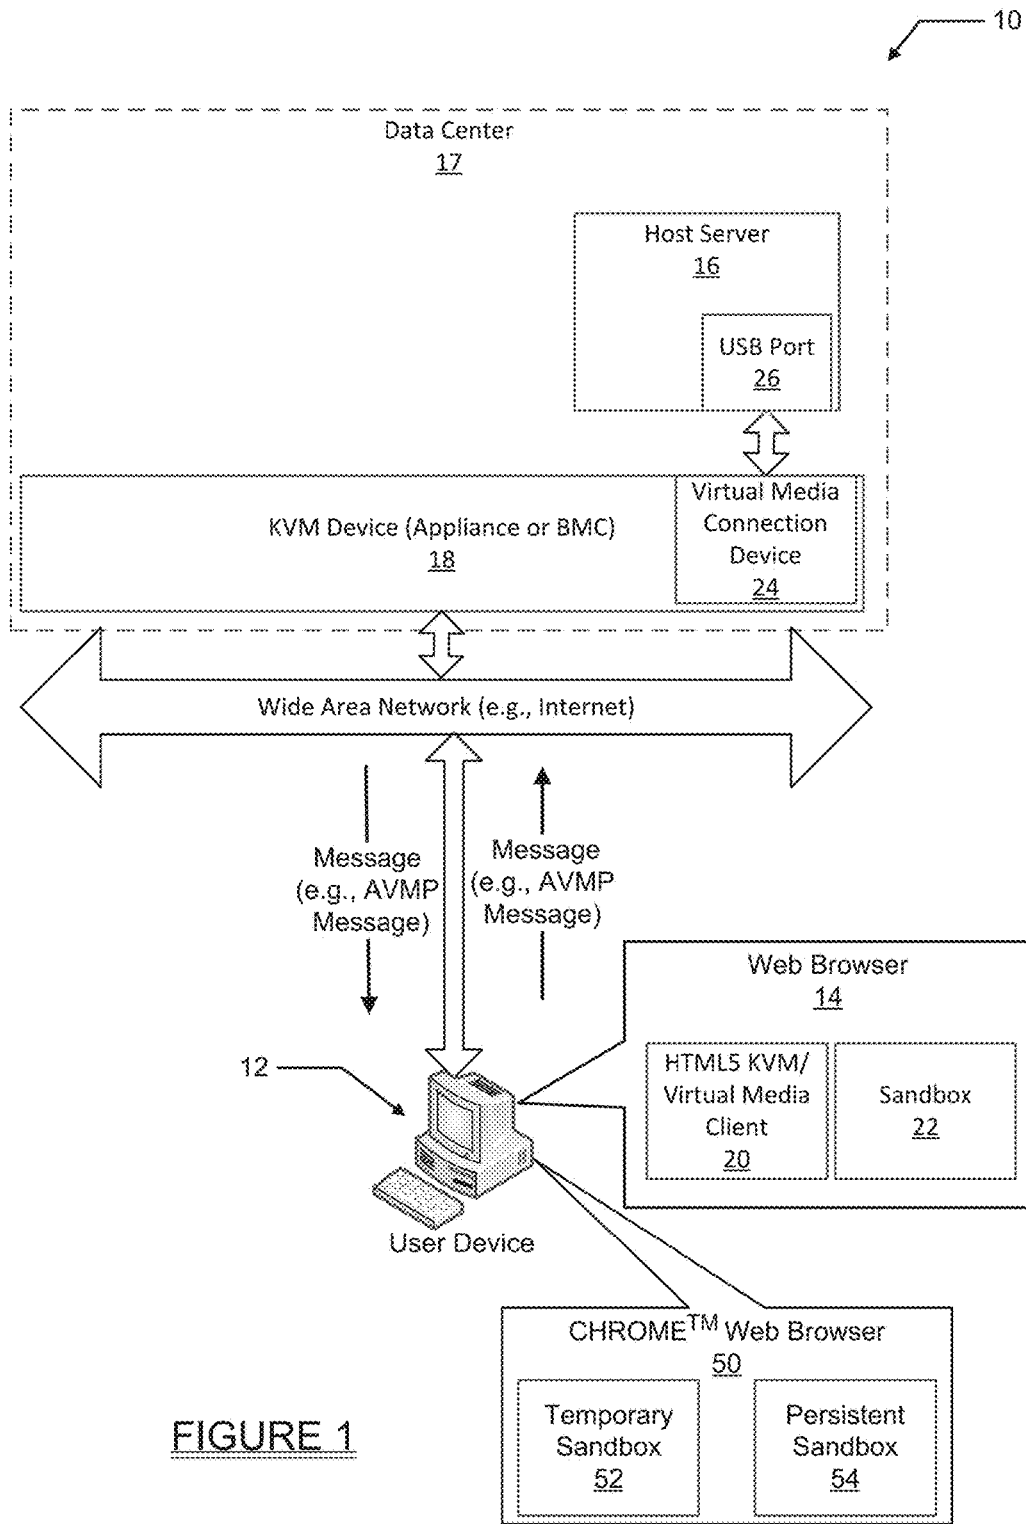 10
Data Center
17
Host Server
16
USB Port
26
Virtual Media
Connection
Device
24
KVM Device (Appliance or BMC)
18
Wide Area Network (e.g., Internet)
Message
(e.g., AVMP
Message)
Message
(e.g., AVMP
Message)
Web Browser
14
HTML5 KVM/
Virtual Media
Client
20
Sandbox
22
12
User Device
CHROME™ Web Browser
50
Temporary
Sandbox
52
Persistent
Sandbox
54
FIGURE 1